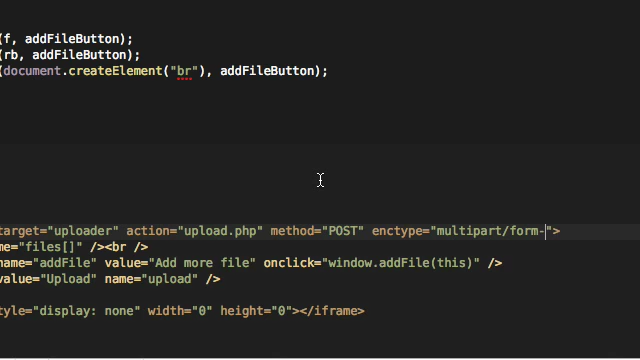 (f, addFileButton);
(rb, addFileButton);
(document.createElement("br"), addFileButton);
target="uploader" action="upload.php" method="POST" enctype="multipart/form-">
me="files[]" /><br />
name="addFile" value="Add more file" onclick="window.addFile(this)" />
value="Upload" name="upload" />
tyle="display: none" width="0" height="0"></iframe>